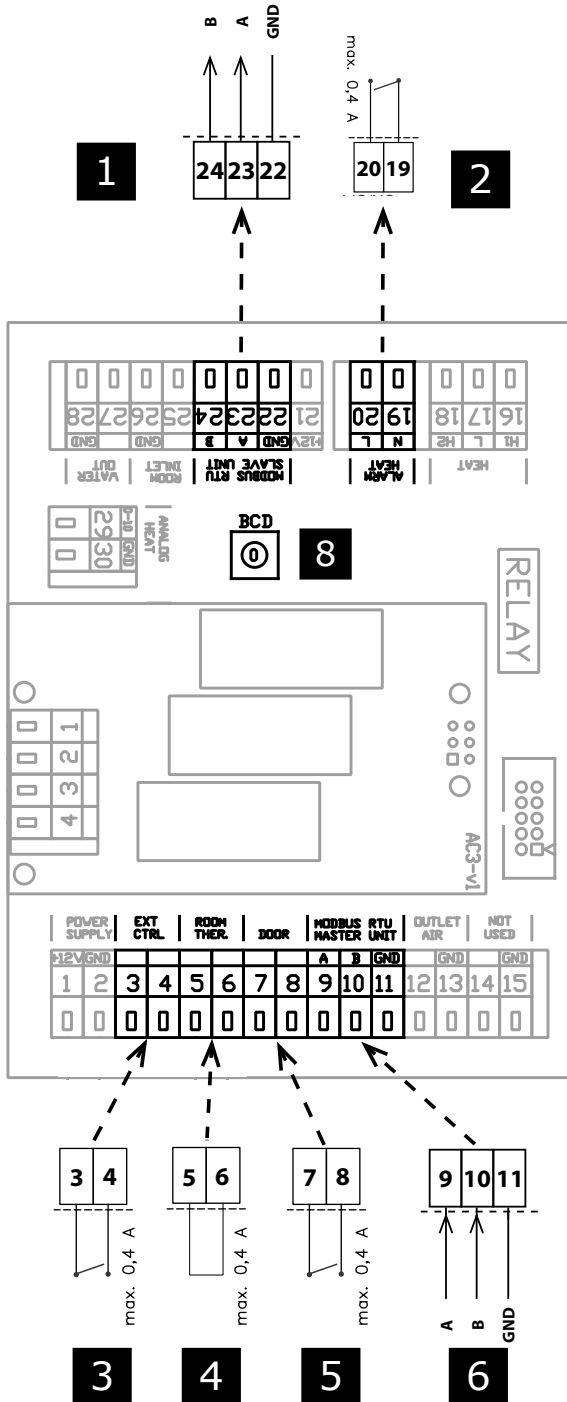 B A GND
max. 0,4 A
1
24 23 22
20 19
2
28 27 26 25 24 23 22 21
20 19 18 17 16
GND GND B A GND +12V
L N H2 L H1
WATER OUT
ROOM INLET
MODBUS RTU
SLAVE UNIT
ALARM
HEAT
HEAT
29 30
0-10 GND
ANALOG
HEAT
BCD
0
8
RELAY
1
2
3
4
AC3-v1
POWER SUPPLY
EXT CTRL
ROOM THER.
DOOR
MODBUS RTU
MASTER UNIT
OUTLET AIR
NOT USED
+12V GND A B GND GND GND
1 2 3 4 5 6 7 8 9 10 11 12 13 14 15
3 4
5 6
7 8
9 10 11
max. 0,4 A
max. 0,4 A
max. 0,4 A
A B GND
3
4
5
6